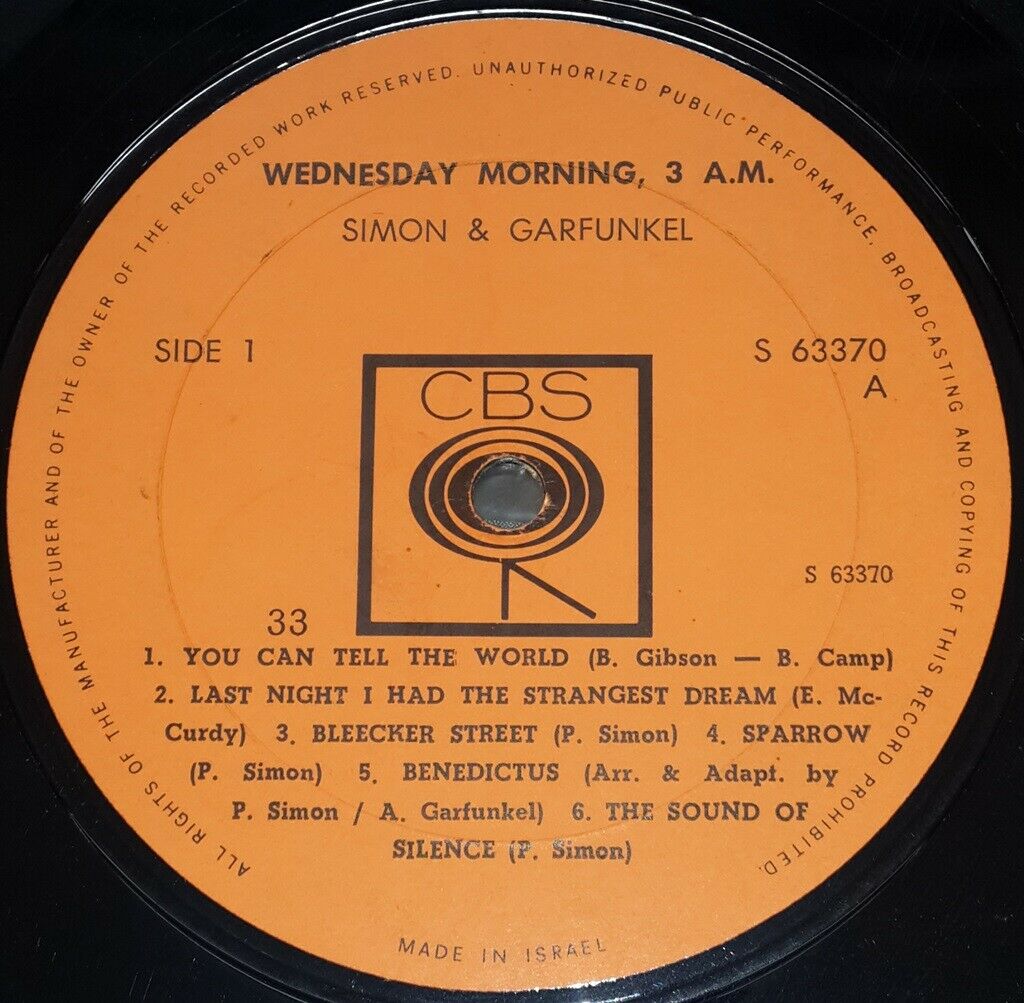 ALL RIGHTS OF THE MANUFACTURER AND OF THE OWNER OF THE RECORDED WORK RESERVED. UNAUTHORIZED PUBLIC PERFORMANCE, BROADCASTING AND COPYING OF THIS RECORD PROHIBITED.
WEDNESDAY MORNING, 3 A.M.
SIMON & GARFUNKEL
SIDE 1
S 63370
A
CBS
S 63370
33
1. YOU CAN TELL THE WORLD (B. Gibson — B. Camp)
2. LAST NIGHT I HAD THE STRANGEST DREAM (E. Mc-
Curdy) 3. BLEECKER STREET (P. Simon) 4. SPARROW
(P. Simon) 5. BENEDICTUS (Arr. & Adapt. by
P. Simon / A. Garfunkel) 6. THE SOUND OF
SILENCE (P. Simon)
MADE IN ISRAEL